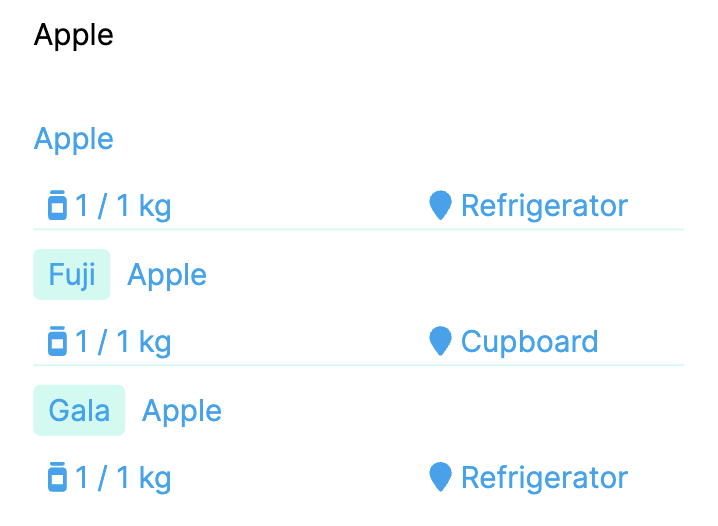 Apple
Apple
1 / 1 kg Refrigerator
Fuji Apple
1 / 1 kg Cupboard
Gala Apple
1 / 1 kg Refrigerator